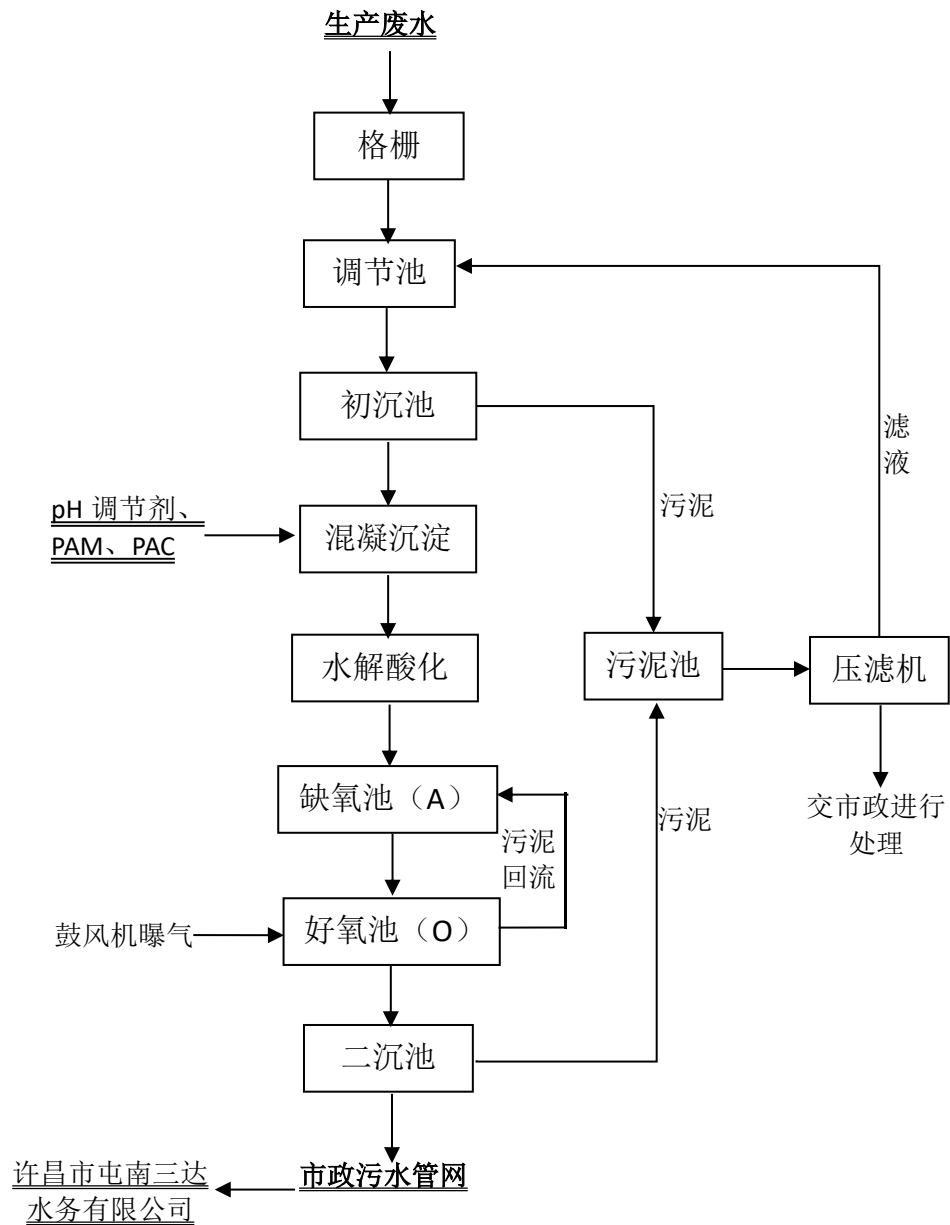 生产废水
格栅
调节池
初沉池
滤
液
污泥
pH 调节剂、
PAM、PAC
混凝沉淀
水解酸化
污泥池
压滤机
缺氧池（A）
污泥
回流
污泥
交市政进行
处理
好氧池（O）
鼓风机曝气
二沉池
市政污水管网
许昌市屯南三达
水务有限公司